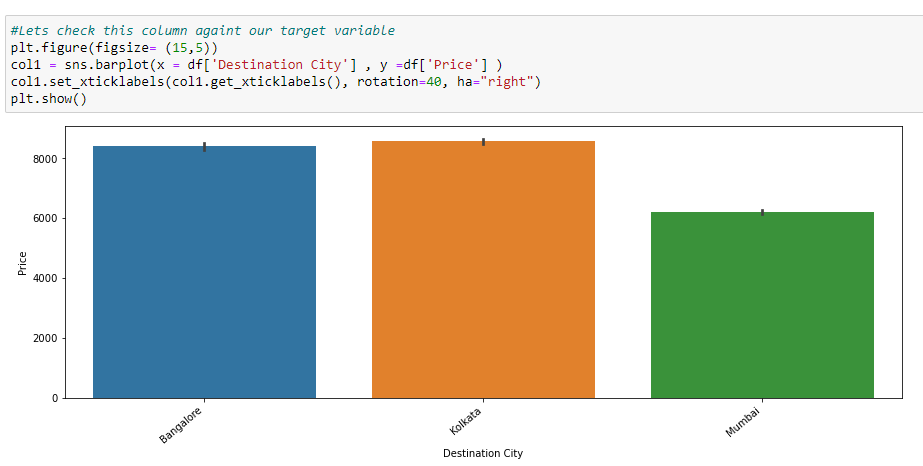 #Lets check this column againt our target variable
plt.figure(figsize= (15,5))
col1 = sns.barplot(x = df['Destination City'] , y =df['Price'] )
col1.set_xticklabels(col1.get_xticklabels(), rotation=40, ha="right")
plt.show()
8000
6000
4000
2000
0
Price
Bangalore
Kolkata
Mumbai
Destination City